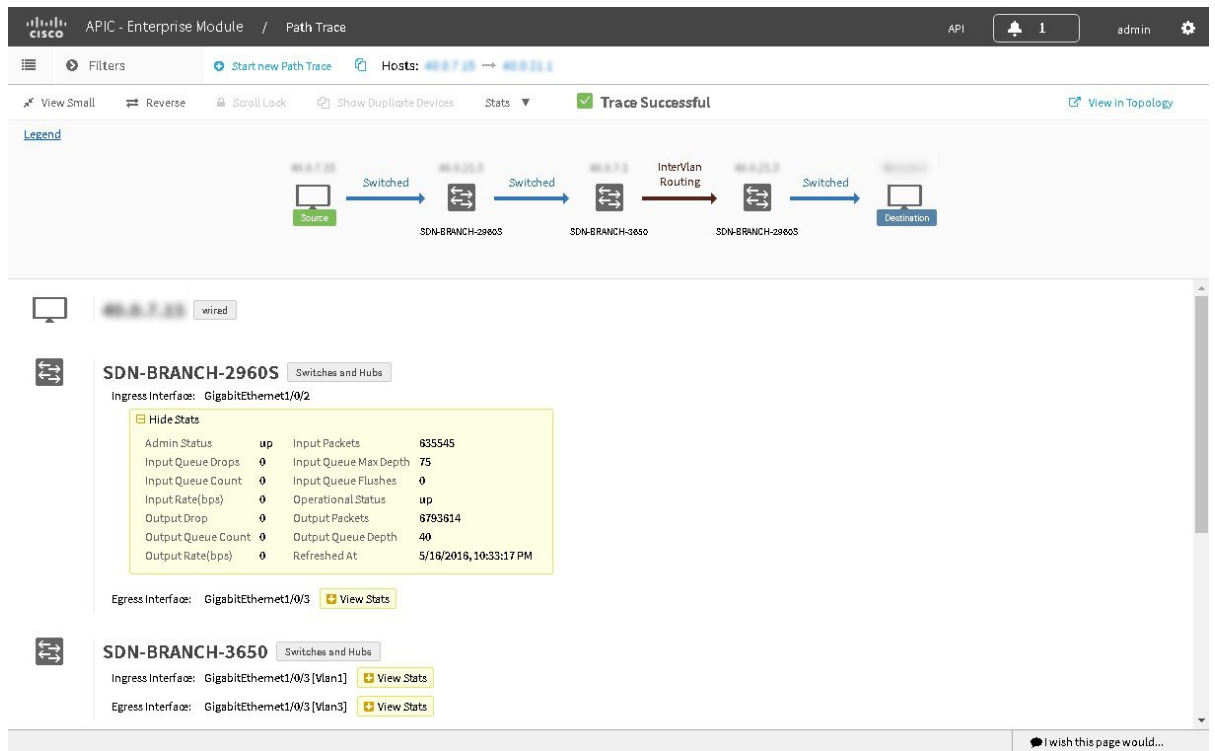 CISCO APIC - Enterprise Module / Path Trace API 1 admin
Filters Start new Path Trace Hosts:
View Small Reverse Scroll Lock Show Duplicate Devices Stats ▼ Trace Successful View in Topology
Legend
Switched Switched InterVlan Routing Switched
Source Destination
SDN-BRANCH-2960S SDN-BRANCH-3650 SDN-BRANCH-2960S
wired
SDN-BRANCH-2960S Switches and Hubs
Ingress Interface: GigabitEthernet1/0/2
Hide Stats
Admin Status up Input Packets 635545
Input Queue Drops 0 Input Queue Max Depth 75
Input Queue Count 0 Input Queue Flushes 0
Input Rate(bps) 0 Operational Status up
Output Drop 0 Output Packets 6793614
Output Queue Count 0 Output Queue Depth 40
Output Rate(bps) 0 Refreshed At 5/16/2016, 10:33:17 PM
Egress Interface: GigabitEthernet1/0/3 View Stats
SDN-BRANCH-3650 Switches and Hubs
Ingress Interface: GigabitEthernet1/0/3 [Vlan1] View Stats
Egress Interface: GigabitEthernet1/0/3 [Vlan3] View Stats
I wish this page would...